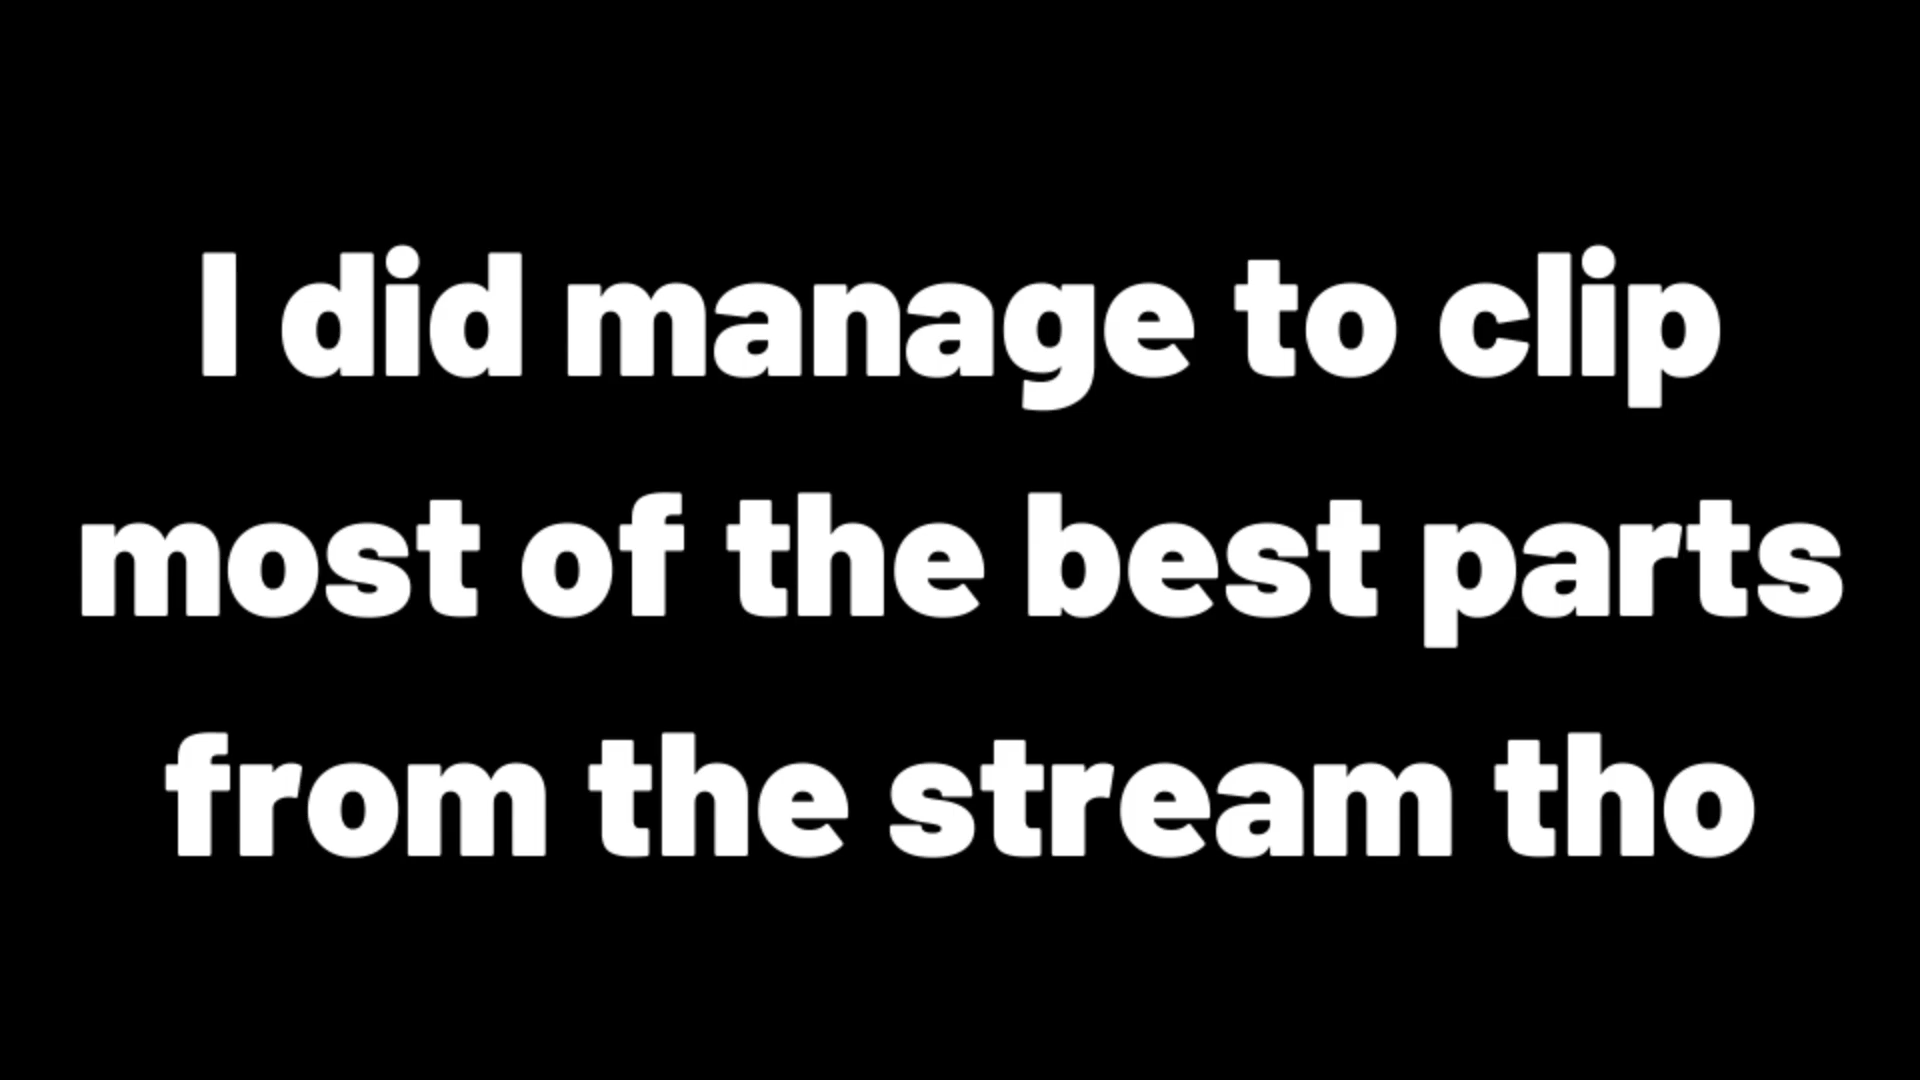 I did manage to clip
most of the best parts
from the stream tho